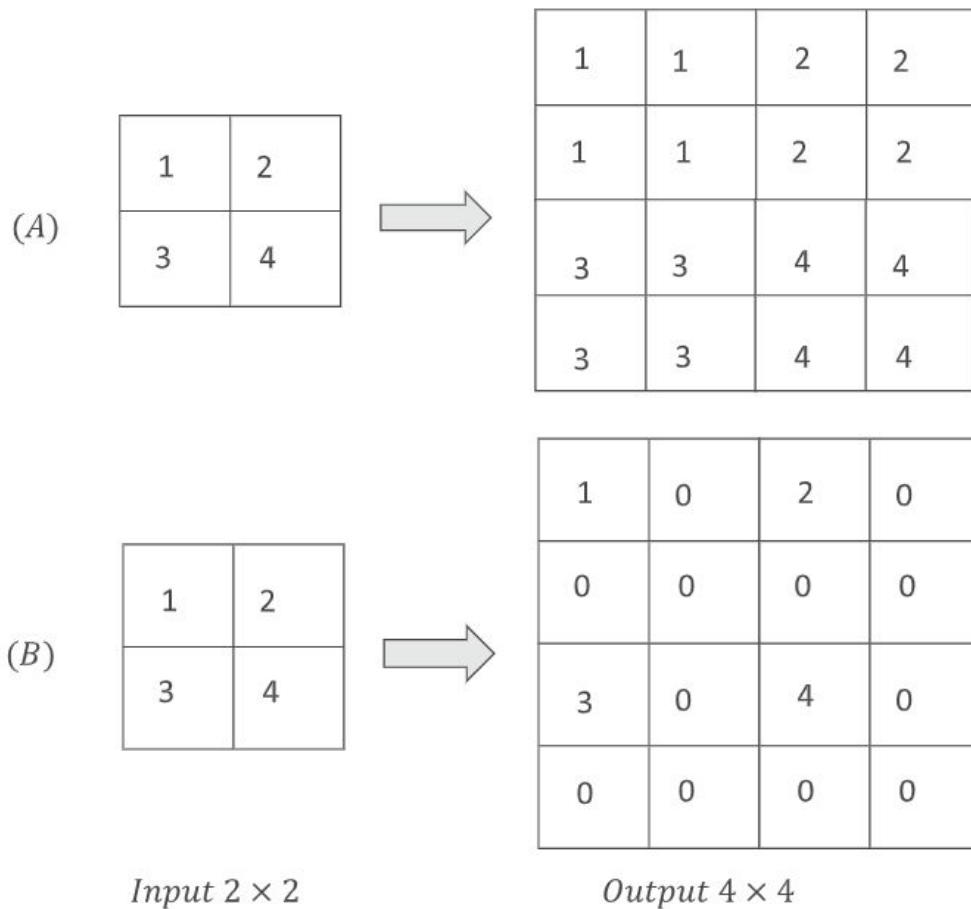 1 1 2 2
1 2
1 1 2 2
(A)
3 4
3 3 4 4
3 3 4 4
1 0 2 0
1 2
0 0 0 0
(B)
3 4
3 0 4 0
0 0 0 0
Input 2 × 2
Output 4 × 4